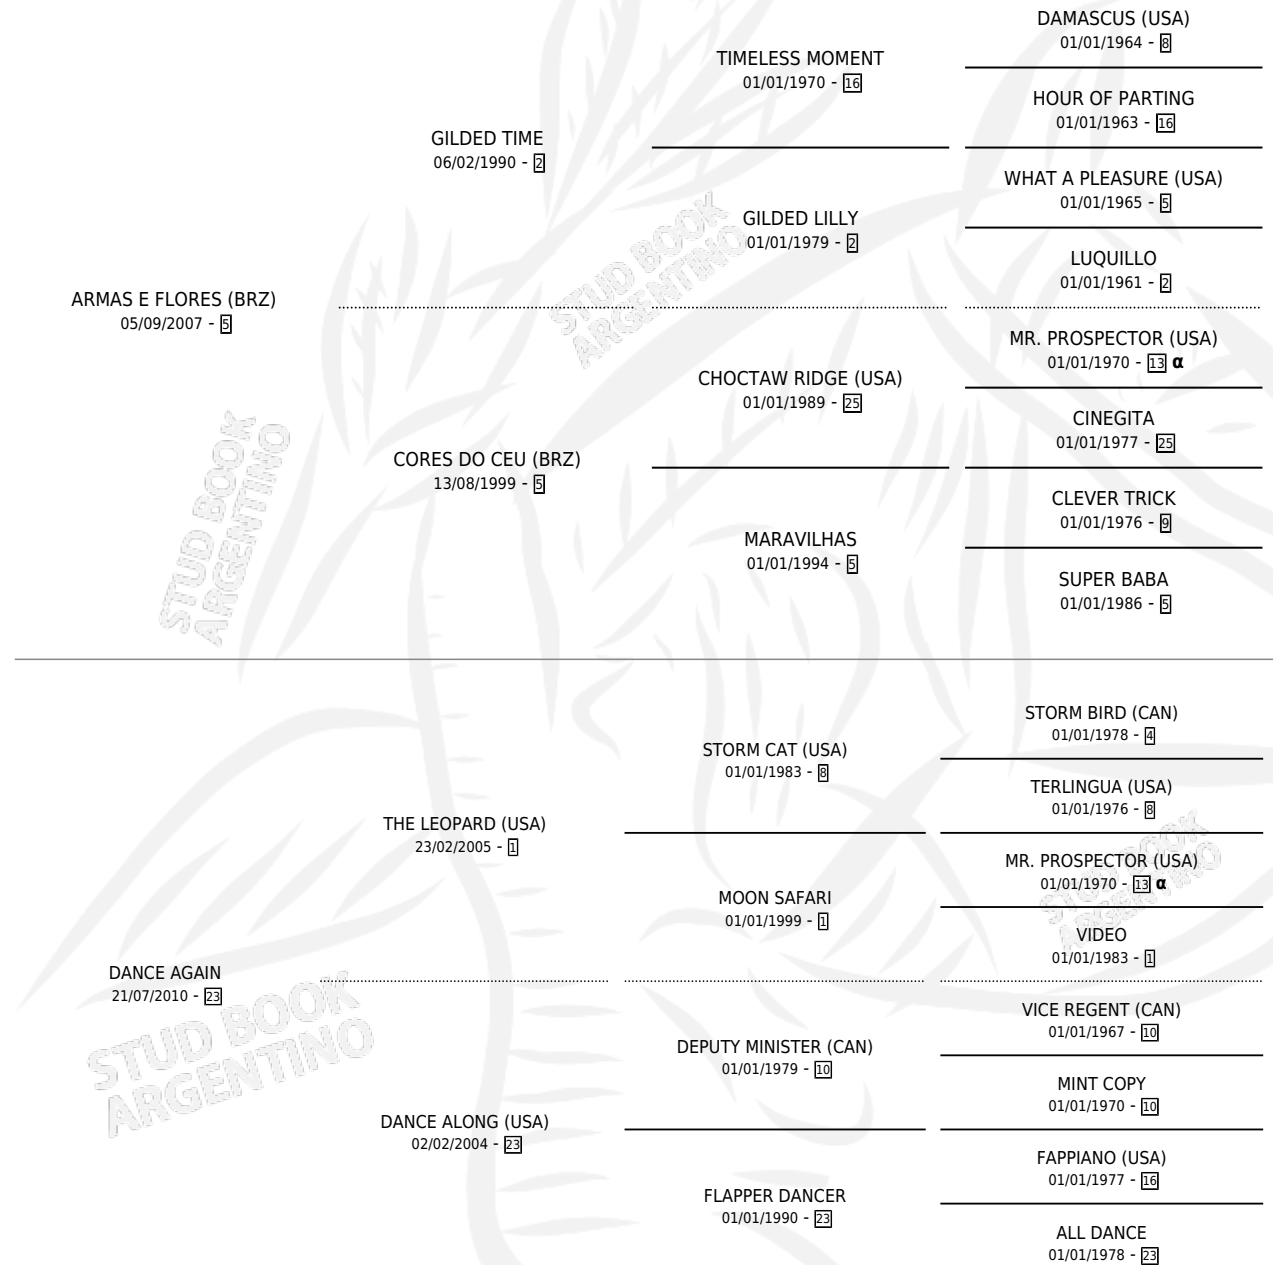 DAMASCUS (USA)
01/01/1964 - 8
TIMELESS MOMENT
01/01/1970 - 16
HOUR OF PARTING
01/01/1963 - 16
GILDED TIME
06/02/1990 - 2
WHAT A PLEASURE (USA)
01/01/1965 - 5
GILDED LILLY
01/01/1979 - 2
LUQUILLO
01/01/1961 - 2
ARMAS E FLORES (BRZ)
05/09/2007 - 5
MR. PROSPECTOR (USA)
01/01/1970 - 13 α
CHOCTAW RIDGE (USA)
01/01/1989 - 25
CINEGITA
01/01/1977 - 25
CORES DO CEU (BRZ)
13/08/1999 - 5
CLEVER TRICK
01/01/1976 - 9
MARAVILHAS
01/01/1994 - 5
SUPER BABA
01/01/1986 - 5
STORM BIRD (CAN)
01/01/1978 - 4
STORM CAT (USA)
01/01/1983 - 8
TERLINGUA (USA)
01/01/1976 - 8
THE LEOPARD (USA)
23/02/2005 - 1
MR. PROSPECTOR (USA)
01/01/1970 - 13 α
MOON SAFARI
01/01/1999 - 1
VIDEO
01/01/1983 - 1
DANCE AGAIN
21/07/2010 - 23
VICE REGENT (CAN)
01/01/1967 - 10
DEPUTY MINISTER (CAN)
01/01/1979 - 10
MINT COPY
01/01/1970 - 10
DANCE ALONG (USA)
02/02/2004 - 23
FAPPIANO (USA)
01/01/1977 - 16
FLAPPER DANCER
01/01/1990 - 23
ALL DANCE
01/01/1978 - 23
STUD BOOK
ARGENTINO
STUD BOOK
ARGENTINO
STUD BOOK
ARGENTINO
STUD BOOK
ARGENTINO